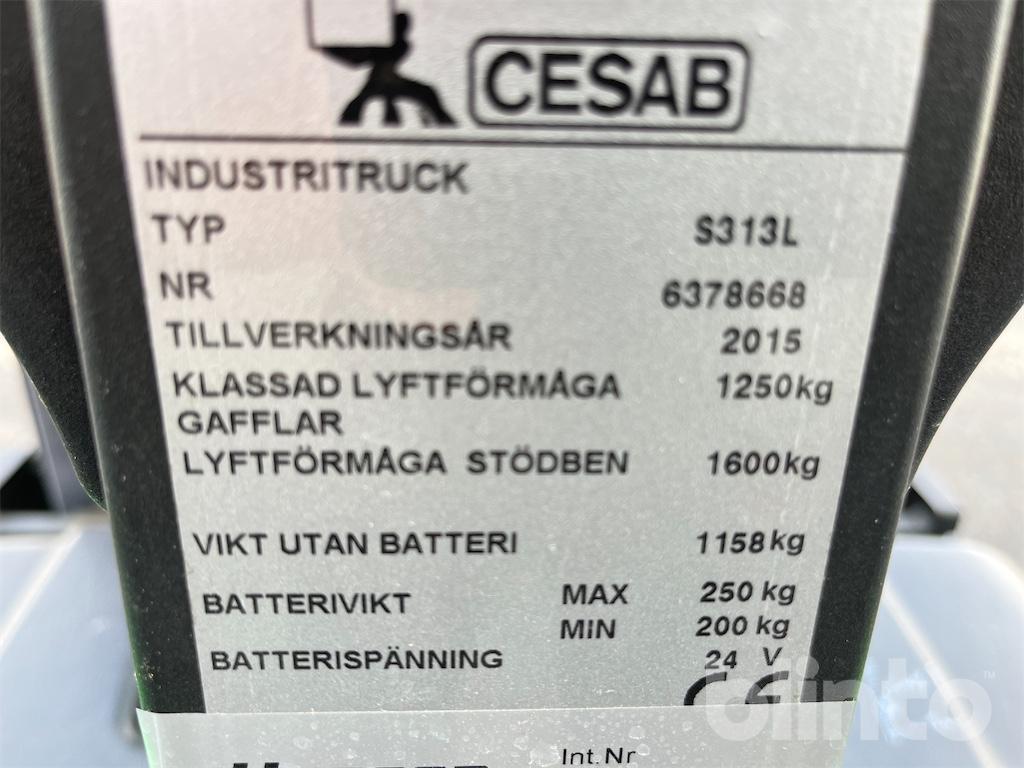 CESAB
INDUSTRITRUCK
TYP S313L
NR 6378668
TILLVERKNINGSÅR 2015
KLASSAD LYFTFÖRMÅGA 1250kg
GAFFLAR
LYFTFÖRMÅGA STÖDBEN 1600kg
VIKT UTAN BATTERI 1158kg
BATTERIVIKT MAX 250 kg
MIN 200 kg
BATTERISPÄNNING 24 V
CE
Int.Nr